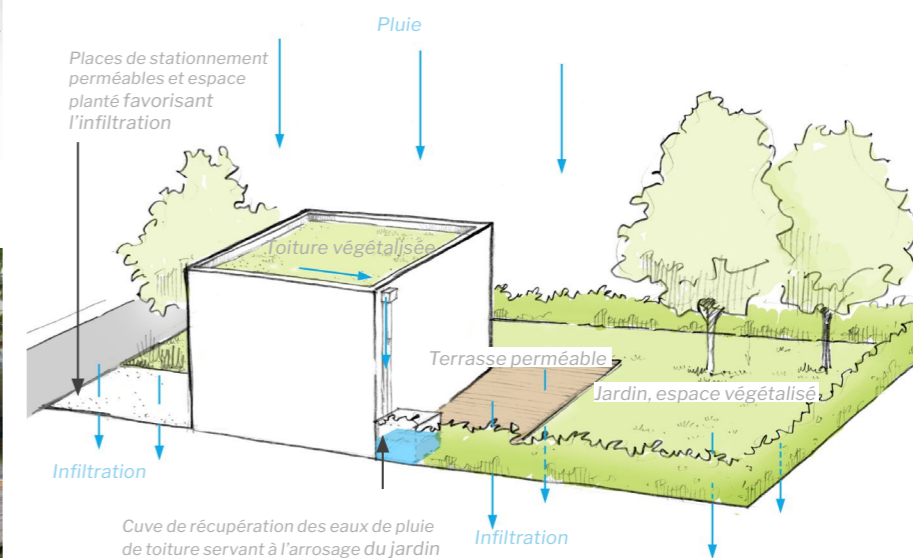 Pluie
Places de stationnement
perméables et espace
planté favorisant
l'infiltration
Toiture végétalisée
Terrasse perméable
Jardin, espace végétalisé
Infiltration
Cuve de récupération des eaux de pluie
de toiture servant à l'arrosage du jardin
Infiltration